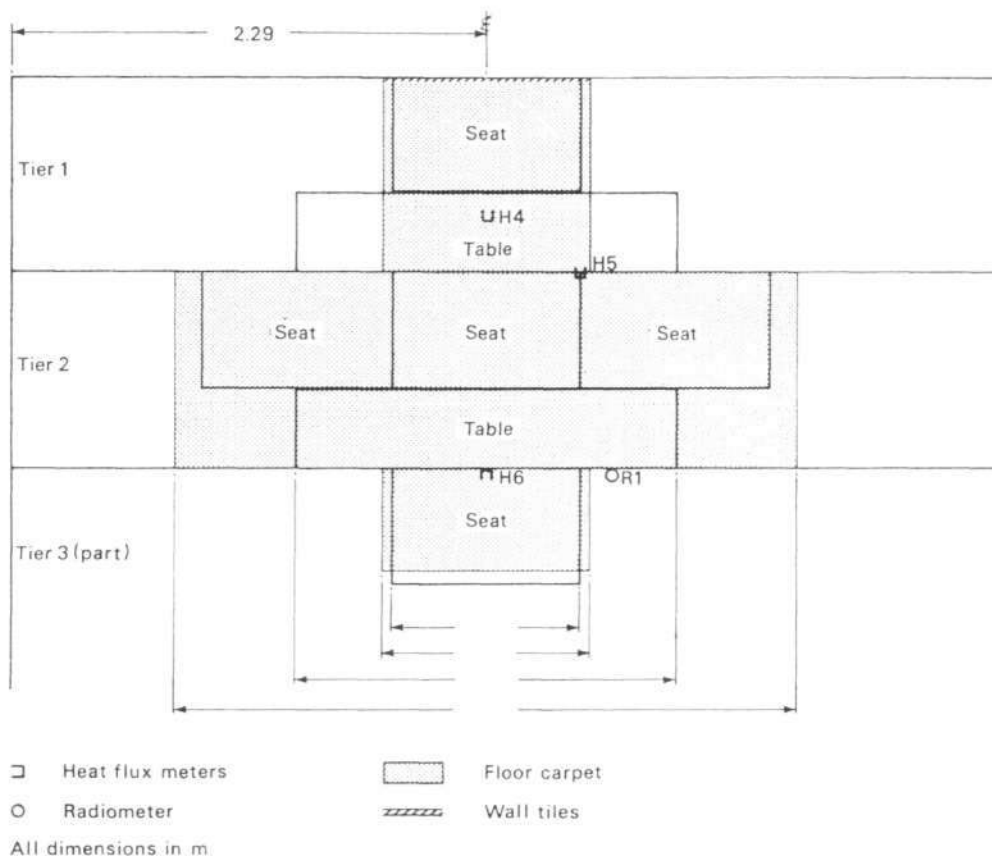 2.29
Seat
Tier 1
H4
Table
H5
Seat Seat Seat
Tier 2
Table
H6 R1
Seat
Tier 3 (part)
Heat flux meters Floor carpet
Radiometer Wall tiles
All dimensions in m